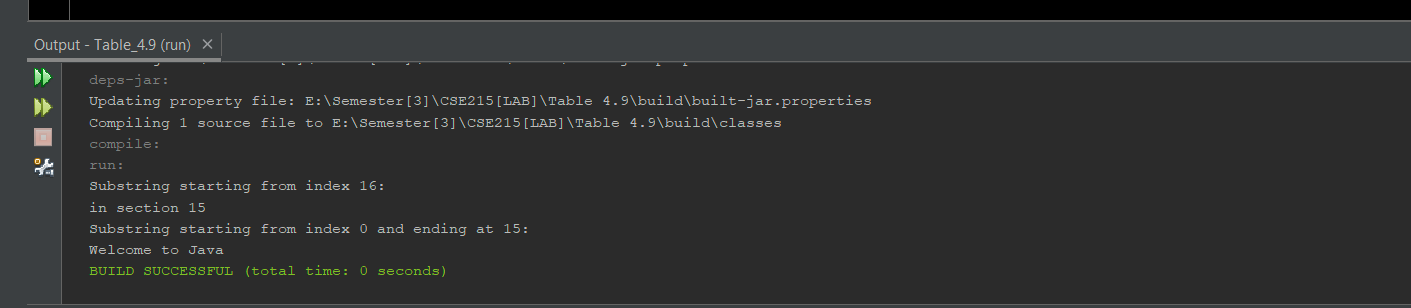 Output - Table_4.9 (run) ×
deps-jar:
Updating property file: E:\Semester[3]\CSE215[LAB]\Table 4.9\build\built-jar.properties
Compiling 1 source file to E:\Semester[3]\CSE215[LAB]\Table 4.9\build\classes
compile:
run:
Substring starting from index 16:
in section 15
Substring starting from index 0 and ending at 15:
Welcome to Java
BUILD SUCCESSFUL (total time: 0 seconds)